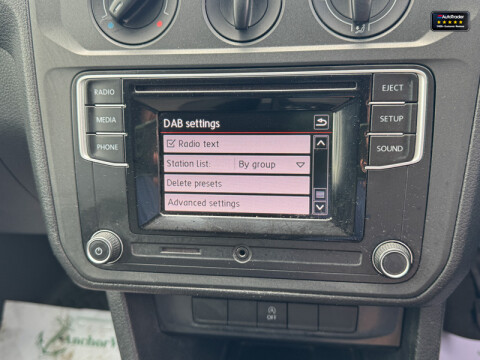 AutoTrader
RADIO
MEDIA
PHONE
DAB settings
Radio text
Station list: By group
Delete presets
Advanced settings
EJECT
SETUP
SOUND